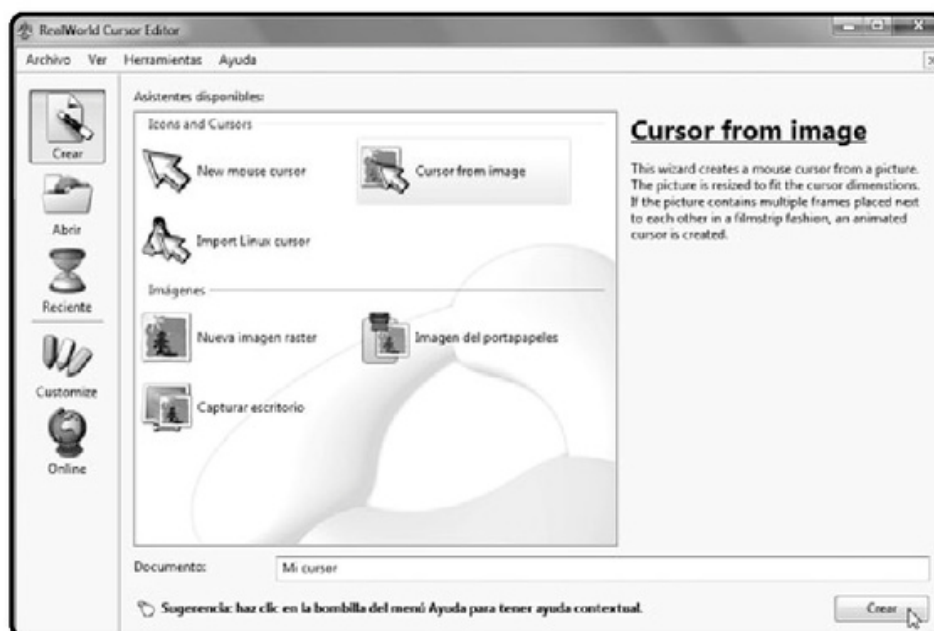 RealWorld Cursor Editor
Archivo Ver Herramientas Ayuda
Crear
Abrir
Reciente
Customize
Online
Asistentes disponibles:
Icons and Cursors
New mouse cursor
Cursor from image
Import Linux cursor
Imágenes
Nueva imagen raster
Imagen del portapapeles
Capturar escritorio
Cursor from image
This wizard creates a mouse cursor from a picture.
The picture is resized to fit the cursor dimenstions.
If the picture contains multiple frames placed next
to each other in a filmstrip fashion, an animated
cursor is created.
Documento: Mi cursor
Sugerencia: haz clic en la bombilla del menú Ayuda para tener ayuda contextual.
Crear